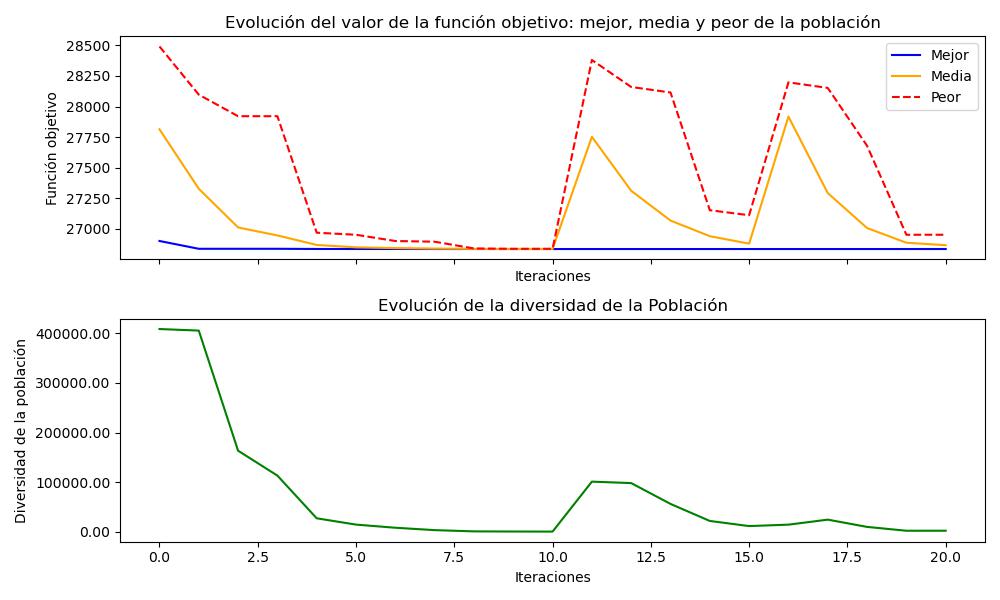 Evolución del valor de la función objetivo: mejor, media y peor de la población
Función objetivo
28500
28250
28000
27750
27500
27250
27000
Mejor
Media
Peor
Iteraciones
Evolución de la diversidad de la Población
Diversidad de la población
400000.00
300000.00
200000.00
100000.00
0.00
0.0 2.5 5.0 7.5 10.0 12.5 15.0 17.5 20.0
Iteraciones